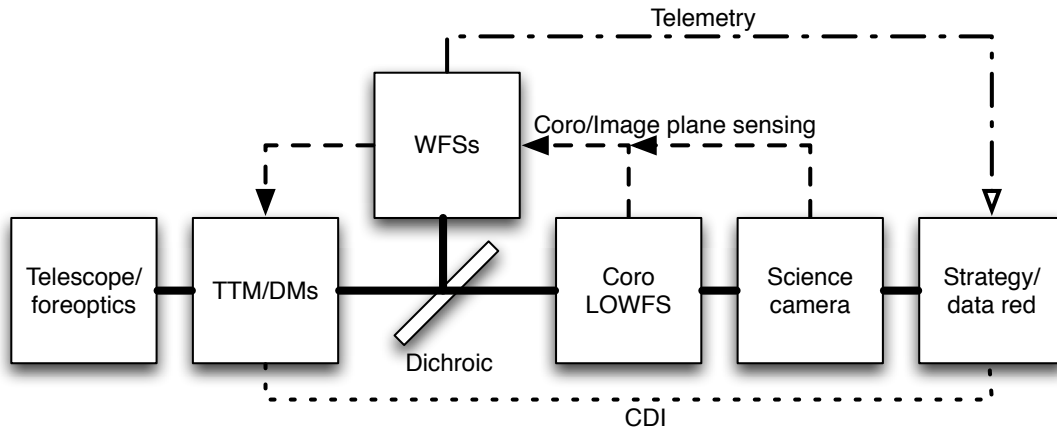 Telemetry
WFSs
Coro/Image plane sensing
Telescope/
foreoptics
TTM/DMs
Coro
LOWFS
Science
camera
Strategy/
data red
Dichroic
CDI